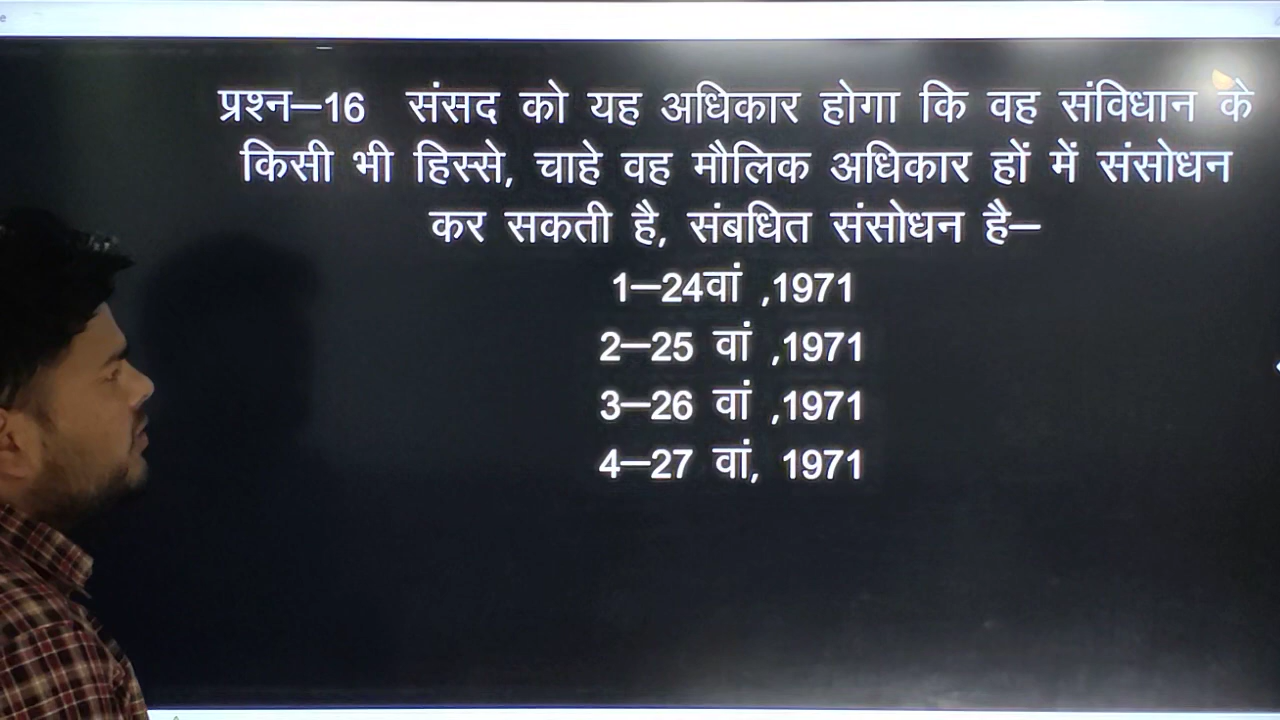 प्रश्न–16 संसद को यह अधिकार होगा कि वह संविधान के
किसी भी हिस्से, चाहे वह मौलिक अधिकार हों में संसोधन
कर सकती है, संबधित संसोधन है–
1–24वां ,1971
2–25 वां ,1971
3–26 वां ,1971
4–27 वां, 1971